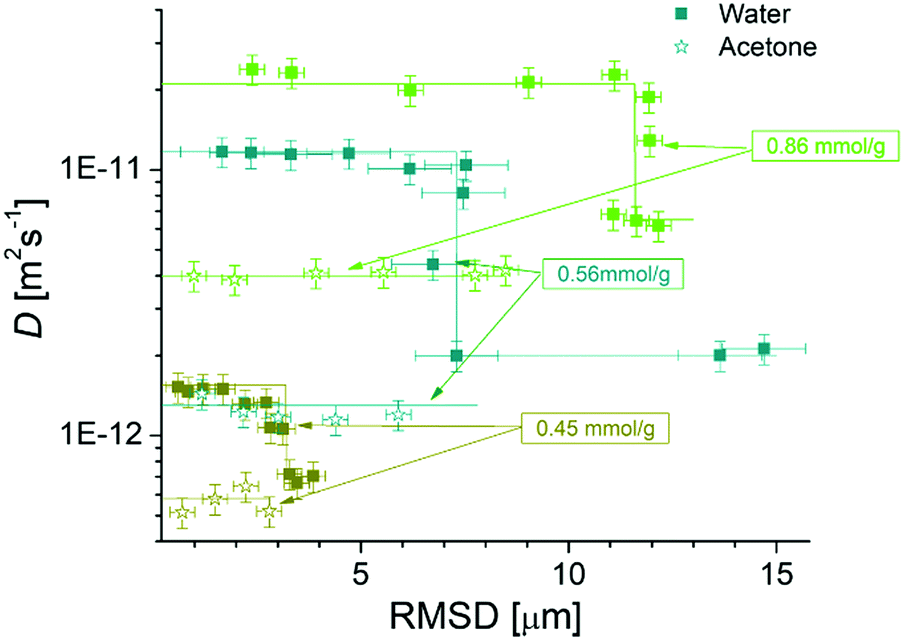 Water
Acetone
1E-11
1E-12
D [m²s⁻¹]
0.86 mmol/g
0.56mmol/g
0.45 mmol/g
5
10
15
RMSD [μm]